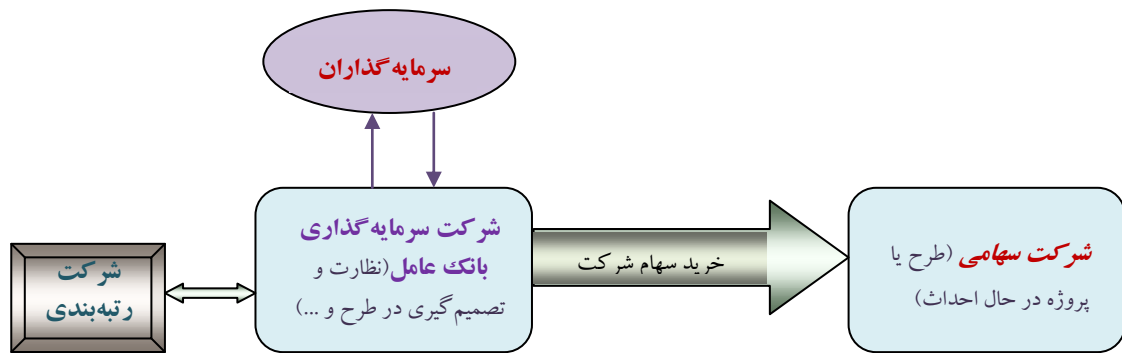 سرمایه‌گذاران
شرکت سرمایه‌گذاری
بانک عامل(نظارت و
تصمیم‌گیری در طرح و ...)
شرکت
رتبه‌بندی
خرید سهام شرکت
شرکت سهامی (طرح یا
پروژه در حال احداث)